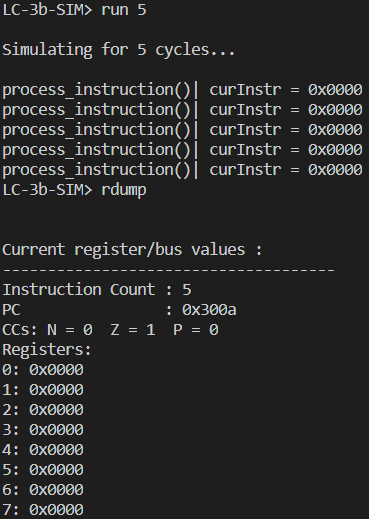 LC-3b-SIM> run 5
Simulating for 5 cycles...
process_instruction()| curInstr = 0x0000
process_instruction()| curInstr = 0x0000
process_instruction()| curInstr = 0x0000
process_instruction()| curInstr = 0x0000
process_instruction()| curInstr = 0x0000
LC-3b-SIM> rdump
Current register/bus values :
-------------------------------------
Instruction Count : 5
PC                : 0x300a
CCs: N = 0  Z = 1  P = 0
Registers:
0: 0x0000
1: 0x0000
2: 0x0000
3: 0x0000
4: 0x0000
5: 0x0000
6: 0x0000
7: 0x0000